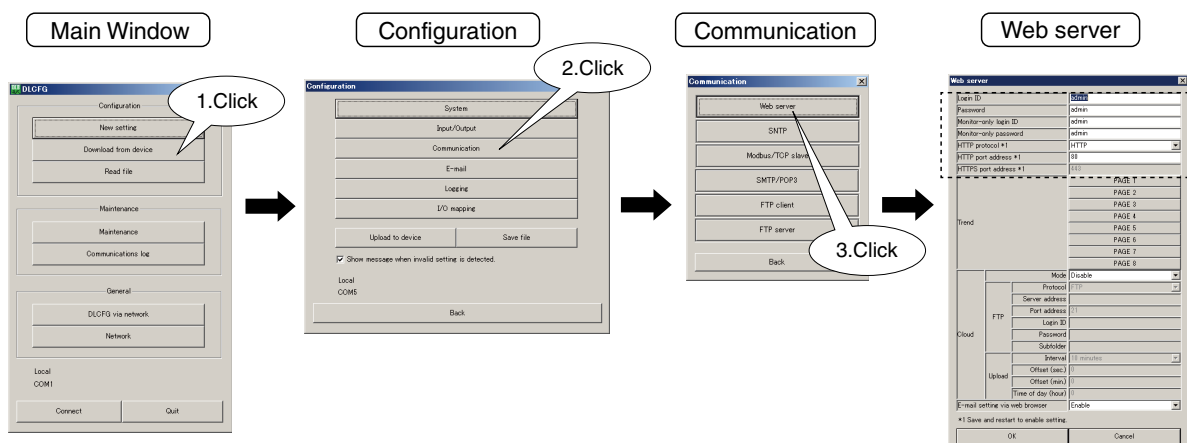 Main Window
DLCFG
Configuration
New setting
Download from device
Read file
Maintenance
Maintenance
Communications log
General
DLCFG via network
Network
Local
COM1
Connect
Quit
1.Click
Configuration
Configuration
System
Input/Output
Communication
E-mail
Logging
I/O mapping
Upload to device
Save file
Show message when invalid setting is detected.
Local
COM5
Back
2.Click
Communication
Communication
Web server
SNTP
Modbus/TCP slave
SMTP/POP3
FTP client
FTP server
Back
3.Click
Web server
Web server
Login ID admin
Password admin
Monitor-only login ID admin
Monitor-only password admin
HTTP protocol *1 HTTP
HTTP port address *1
HTTPS port address *1 443
Trend
PAGE 1
PAGE 2
PAGE 3
PAGE 4
PAGE 5
PAGE 6
PAGE 7
PAGE 8
Cloud
Mode Disable
FTP
Protocol FTP
Server address
Port address 21
Login ID
Password
Subfolder
Upload
Interval 10 minutes
Offset (sec.) 0
Offset (min.) 0
Time of day (hour) 0
E-mail setting via web browser Enable
*1 Save and restart to enable setting.
OK
Cancel